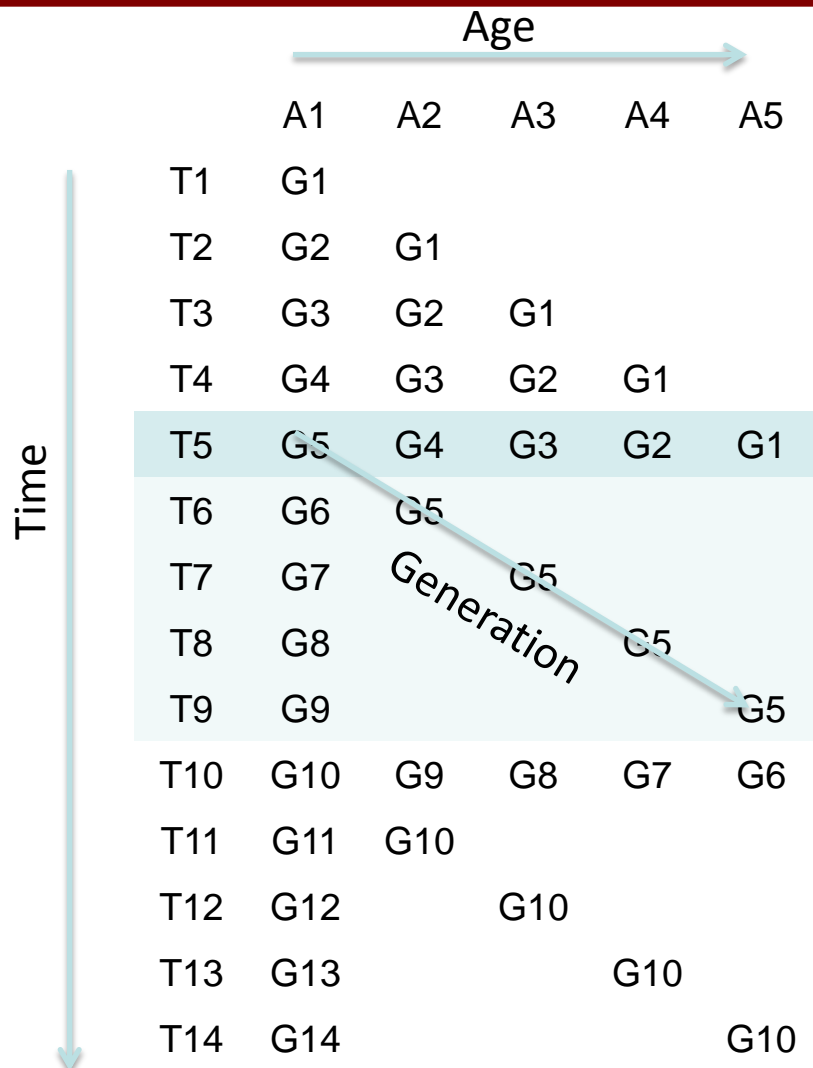 Age
A1 A2 A3 A4 A5
T1 G1
T2 G2 G1
T3 G3 G2 G1
T4 G4 G3 G2 G1
T5 G5 G4 G3 G2 G1
T6 G6 G5
T7 G7 G5
T8 G8 G5
T9 G9 G5
T10 G10 G9 G8 G7 G6
T11 G11 G10
T12 G12 G10
T13 G13 G10
T14 G14 G10
Time
Generation